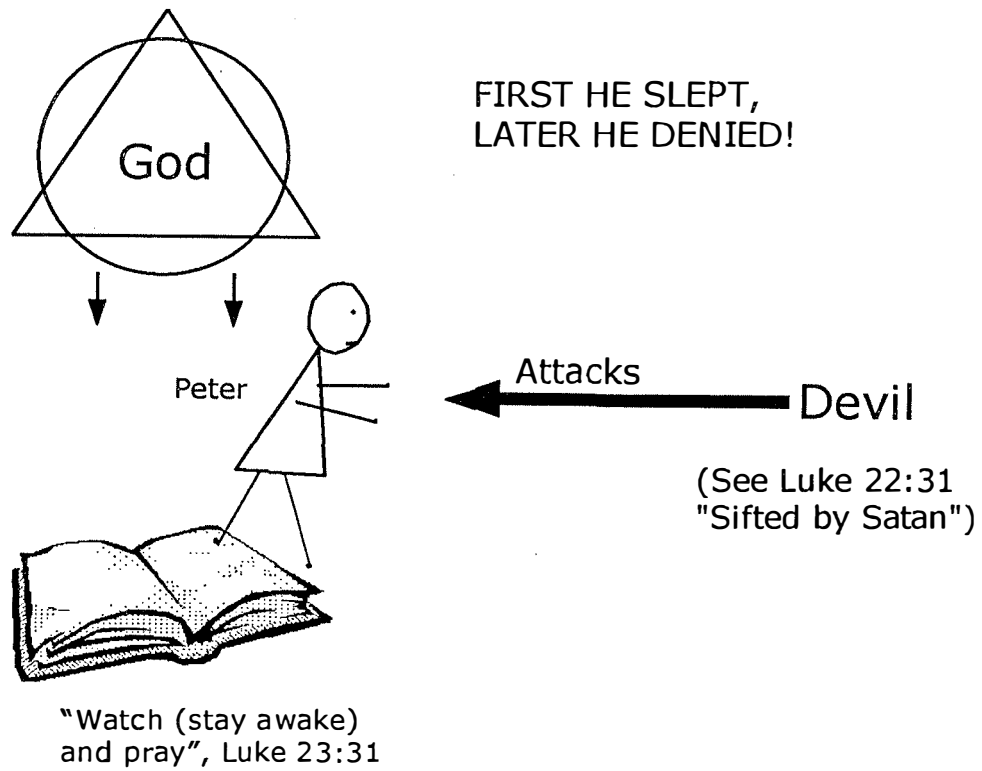 God
FIRST HE SLEPT,
LATER HE DENIED!
Peter
Attacks
Devil
(See Luke 22:31
"Sifted by Satan")
“Watch (stay awake)
and pray”, Luke 23:31